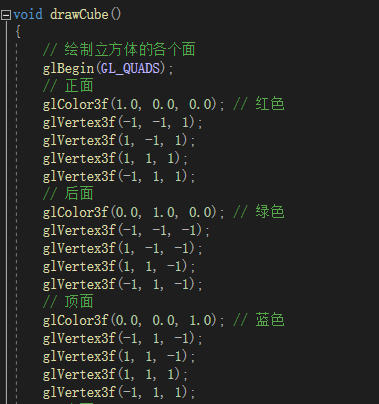 void drawCube()
{
// 绘制立方体的各个面
glBegin(GL_QUADS);
// 正面
glColor3f(1.0, 0.0, 0.0); // 红色
glVertex3f(-1, -1, 1);
glVertex3f(1, -1, 1);
glVertex3f(1, 1, 1);
glVertex3f(-1, 1, 1);
// 后面
glColor3f(0.0, 1.0, 0.0); // 绿色
glVertex3f(-1, -1, -1);
glVertex3f(1, -1, -1);
glVertex3f(1, 1, -1);
glVertex3f(-1, 1, -1);
// 顶面
glColor3f(0.0, 0.0, 1.0); // 蓝色
glVertex3f(-1, 1, -1);
glVertex3f(1, 1, -1);
glVertex3f(1, 1, 1);
glVertex3f(-1, 1, 1);